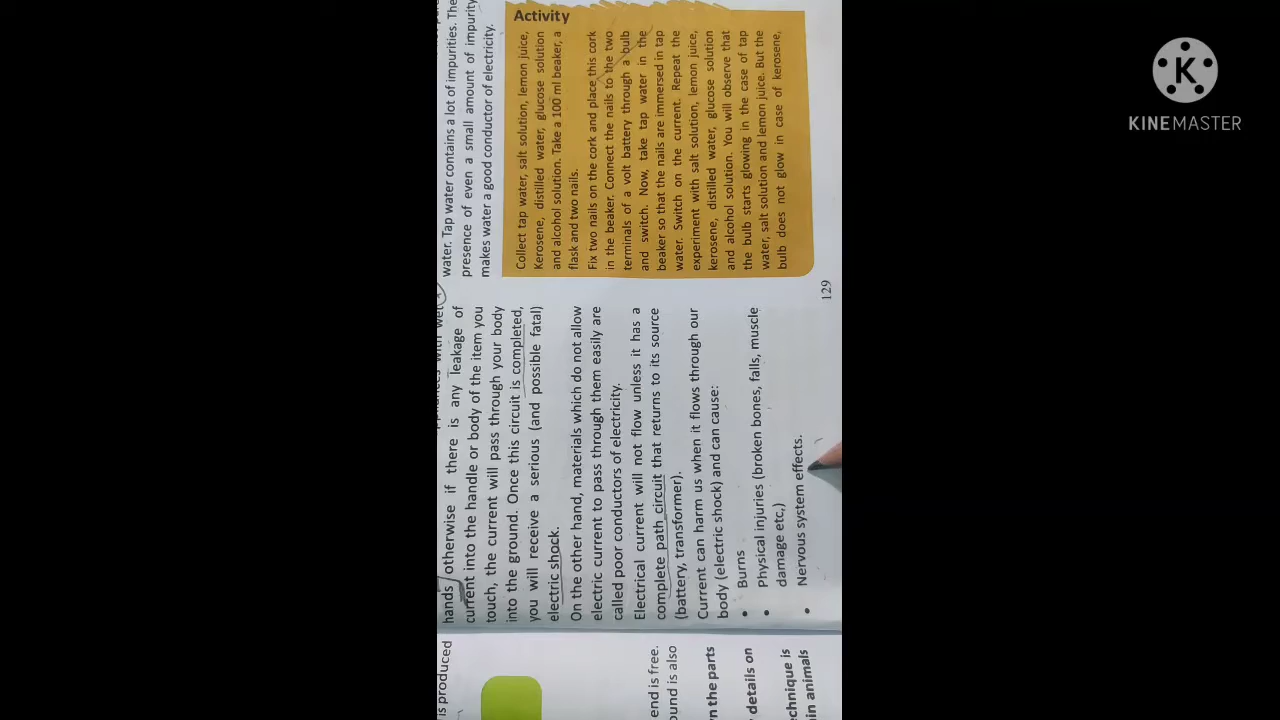 is produced
end is free.
ound is also
n the parts
details on
echnique is
in animals
appliances with wet
hands otherwise if there is any leakage of
current into the handle or body of the item you
touch, the current will pass through your body
into the ground. Once this circuit is completed,
you will receive a serious (and possible fatal)
electric shock.
On the other hand, materials which do not allow
electric current to pass through them easily are
called poor conductors of electricity.
Electrical current will not flow unless it has a
complete path circuit that returns to its source
(battery, transformer).
Current can harm us when it flows through our
body (electric shock) and can cause:
• Burns
• Physical injuries (broken bones, falls, muscle
damage etc,)
• Nervous system effects.
129
water. Tap water contains a lot of impurities. The
presence of even a small amount of impurity
makes water a good conductor of electricity.
Activity
Collect tap water, salt solution, lemon juice,
Kerosene, distilled water, glucose solution
and alcohol solution. Take a 100 ml beaker, a
flask and two nails.
Fix two nails on the cork and place this cork
in the beaker. Connect the nails to the two
terminals of a volt battery through a bulb
and switch. Now, take tap water in the
beaker so that the nails are immersed in tap
water. Switch on the current. Repeat the
experiment with salt solution, lemon juice,
kerosene, distilled water, glucose solution
and alcohol solution. You will observe that
the bulb starts glowing in the case of tap
water, salt solution and lemon juice. But the
bulb does not glow in case of kerosene,
K
KINEMASTER